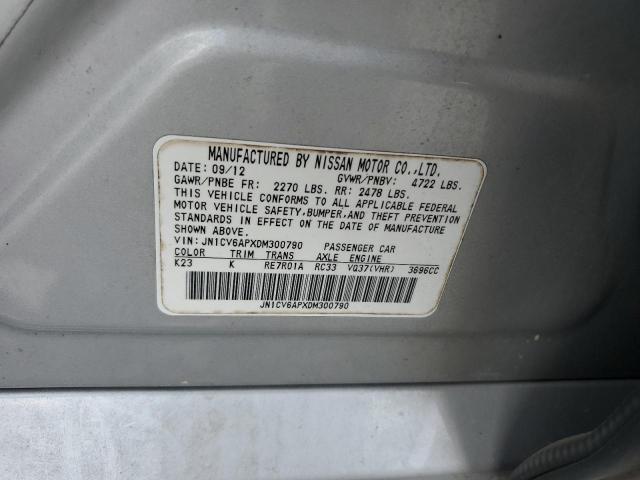 MANUFACTURED BY NISSAN MOTOR CO.,LTD.
DATE: 09/12 GVWR/PNBV: 4722 LBS.
GAWR/PNBE FR: 2270 LBS. RR: 2478 LBS.
THIS VEHICLE CONFORMS TO ALL APPLICABLE FEDERAL
MOTOR VEHICLE SAFETY,BUMPER,AND THEFT PREVENTION
STANDARDS IN EFFECT ON THE DATE OF MANUFACTURE
SHOWN ABOVE.
VIN: JN1CV6APXDM300790 PASSENGER CAR
COLOR TRIM TRANS AXLE ENGINE
K23 K RE7R01A RC33 VQ37(VHR) 3696CC
JN1CV6APXDM300790